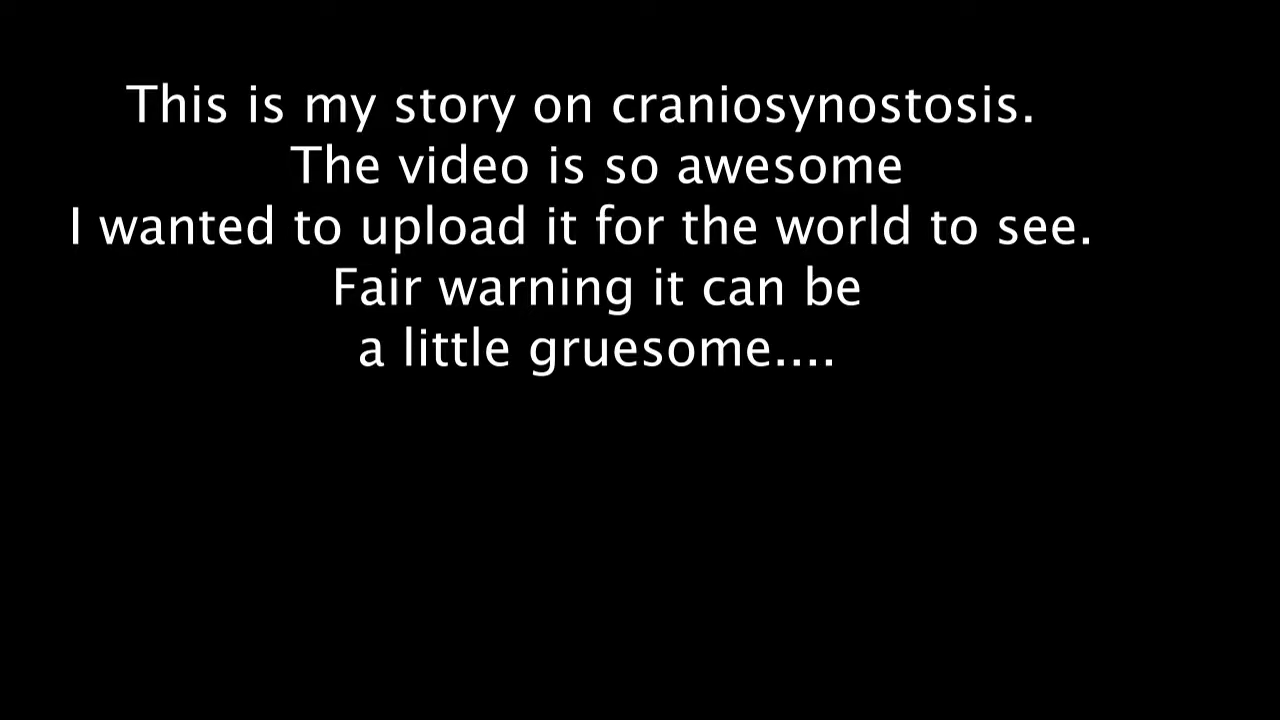 This is my story on craniosynostosis.
The video is so awesome
I wanted to upload it for the world to see.
Fair warning it can be
a little gruesome....